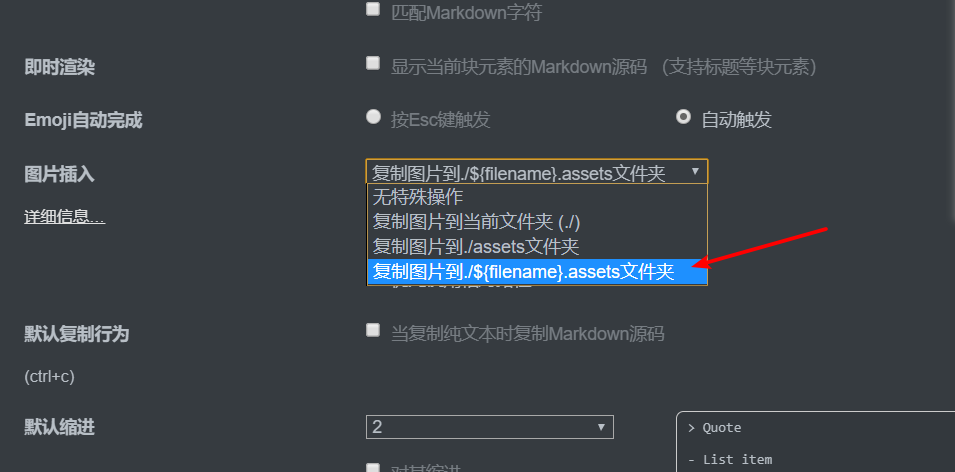 匹配Markdown字符
即时渲染
显示当前块元素的Markdown源码 （支持标题等块元素）
Emoji自动完成
按Esc键触发
自动触发
图片插入
复制图片到./${filename}.assets文件夹
无特殊操作
详细信息...
复制图片到当前文件夹 (./)
复制图片到./assets文件夹
复制图片到./${filename}.assets文件夹
默认复制行为
当复制纯文本时复制Markdown源码
(ctrl+c)
默认缩进
2
> Quote
- List item